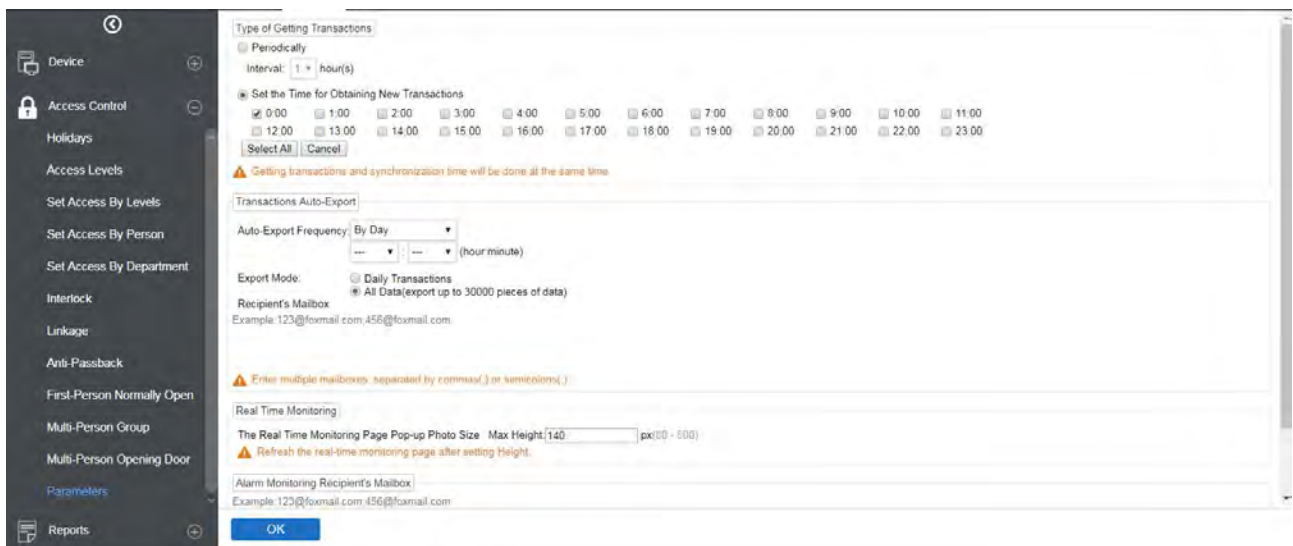 Device
Access Control
Holidays
Access Levels
Set Access By Levels
Set Access By Person
Set Access By Department
Interlock
Linkage
Anti-Passback
First-Person Normally Open
Multi-Person Group
Multi-Person Opening Door
Parameters
Reports
Type of Getting Transactions
Periodically
Interval: 1 hour(s)
Set the Time for Obtaining New Transactions
0:00 1:00 2:00 3:00 4:00 5:00 6:00 7:00 8:00 9:00 10:00 11:00
12:00 13:00 14:00 15:00 16:00 17:00 18:00 19:00 20:00 21:00 22:00 23:00
Select All Cancel
Getting transactions and synchronization time will be done at the same time.
Transactions Auto-Export
Auto-Export Frequency: By Day
--- : --- (hour:minute)
Export Mode: Daily Transactions
All Data(export up to 30000 pieces of data)
Recipient's Mailbox
Example:123@foxmail.com;456@foxmail.com
Enter multiple mailboxes, separated by commas(,) or semicolons(;).
Real Time Monitoring
The Real Time Monitoring Page Pop-up Photo Size Max Height: 140 px(80 - 500)
Refresh the real-time monitoring page after setting Height.
Alarm Monitoring Recipient's Mailbox
Example:123@foxmail.com;456@foxmail.com
OK